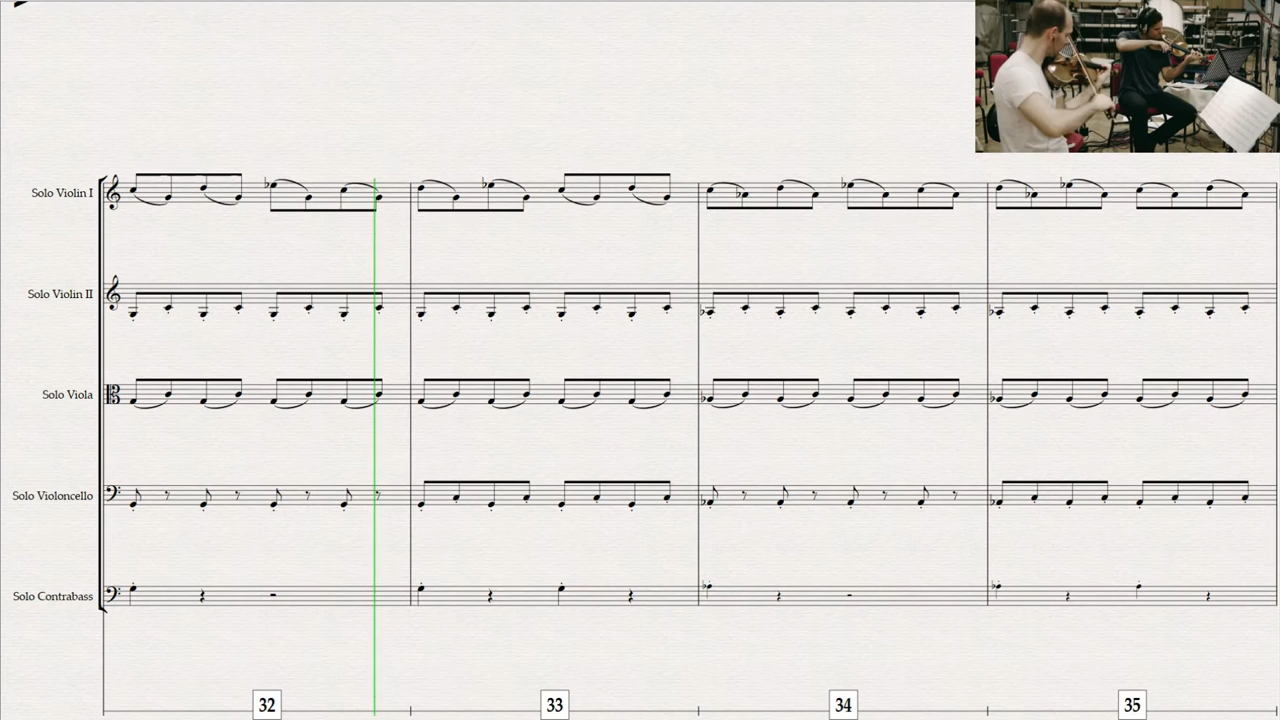 Solo Violin I
Solo Violin II
Solo Viola
Solo Violoncello
Solo Contrabass
32
33
34
35